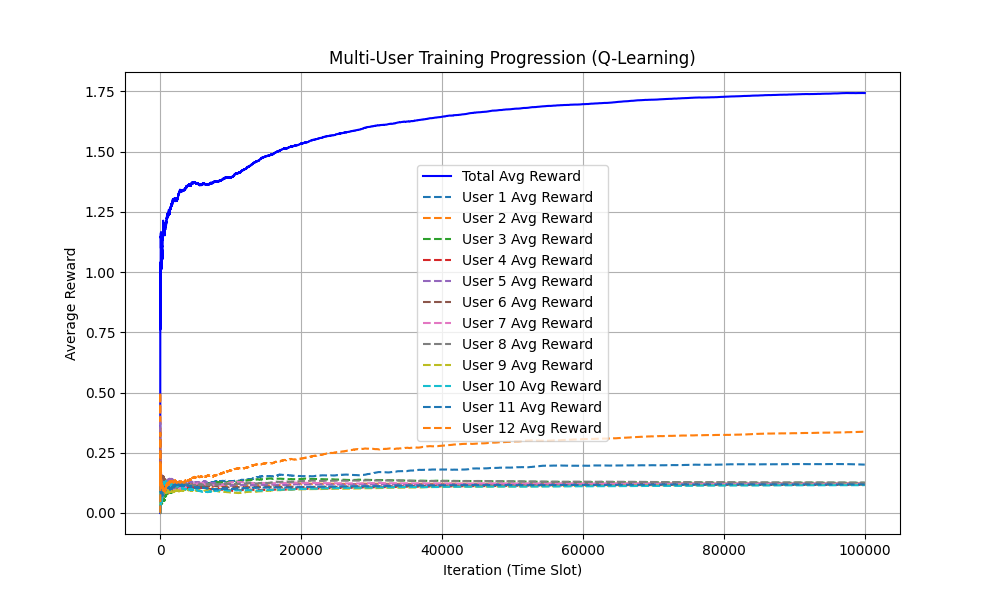 Multi-User Training Progression (Q-Learning)
Average Reward
1.75
1.50
1.25
1.00
0.75
0.50
0.25
0.00
Total Avg Reward
User 1 Avg Reward
User 2 Avg Reward
User 3 Avg Reward
User 4 Avg Reward
User 5 Avg Reward
User 6 Avg Reward
User 7 Avg Reward
User 8 Avg Reward
User 9 Avg Reward
User 10 Avg Reward
User 11 Avg Reward
User 12 Avg Reward
0 20000 40000 60000 80000 100000
Iteration (Time Slot)